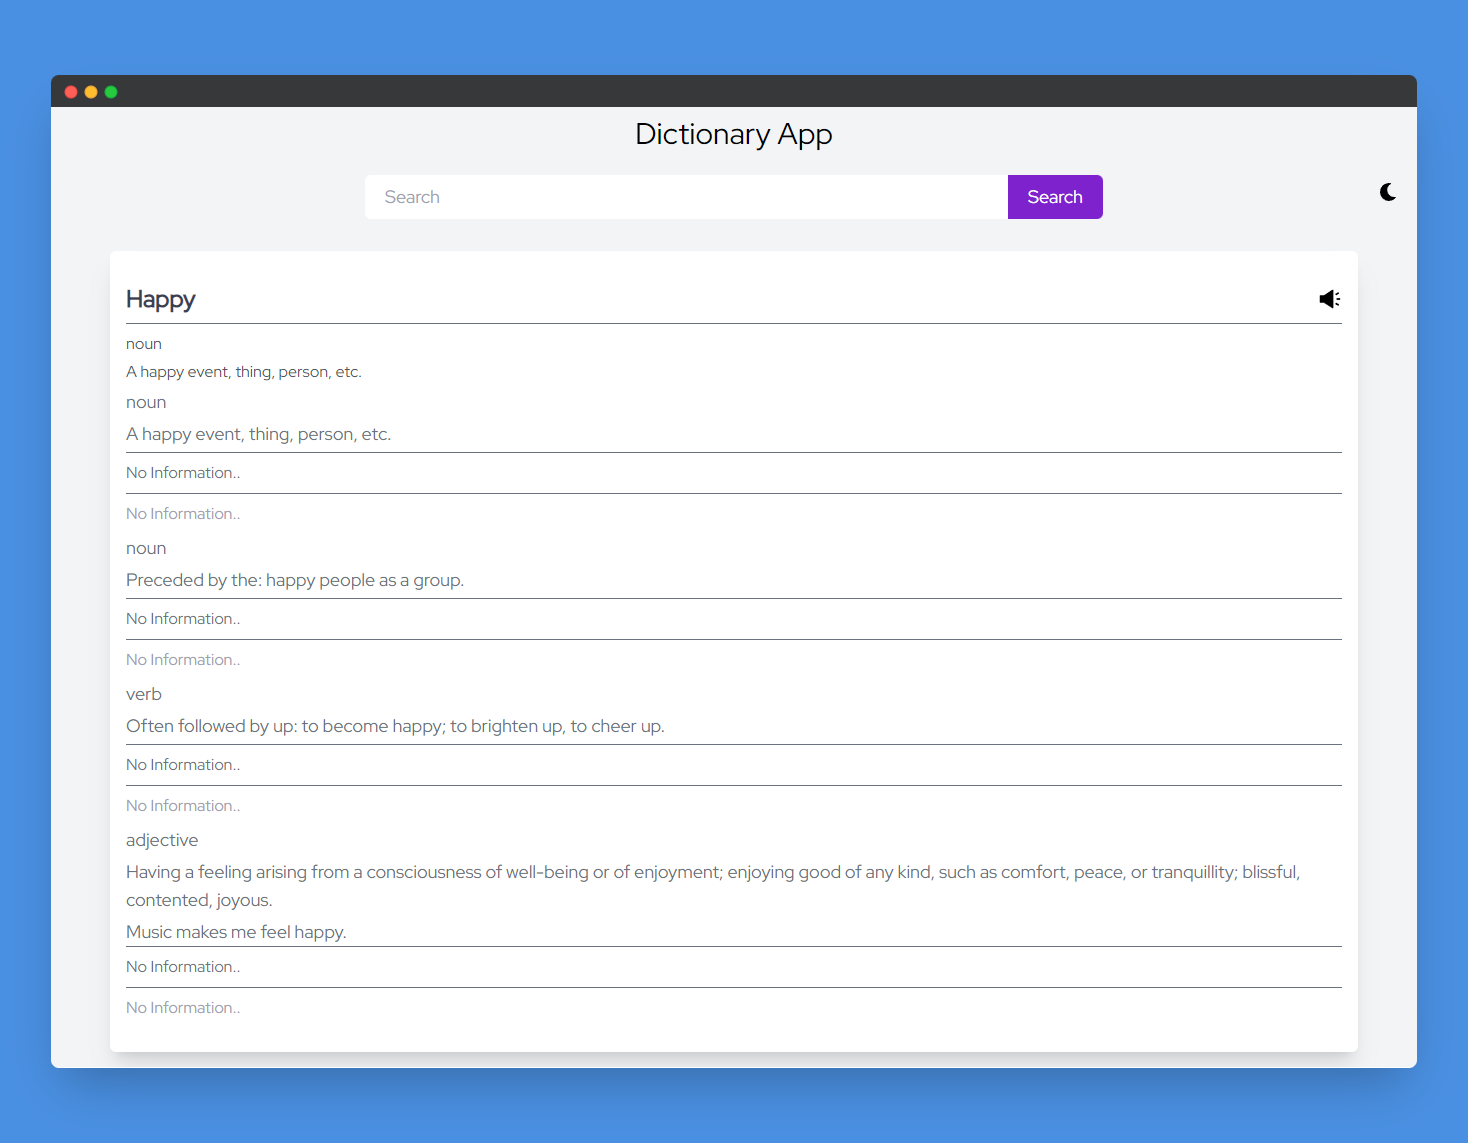 Dictionary App
Search
Search
Happy
noun
A happy event, thing, person, etc.
noun
A happy event, thing, person, etc.
No Information..
No Information..
noun
Preceded by the: happy people as a group.
No Information..
No Information..
verb
Often followed by up: to become happy; to brighten up, to cheer up.
No Information..
No Information..
adjective
Having a feeling arising from a consciousness of well-being or of enjoyment; enjoying good of any kind, such as comfort, peace, or tranquillity; blissful,
contented, joyous.
Music makes me feel happy.
No Information..
No Information..